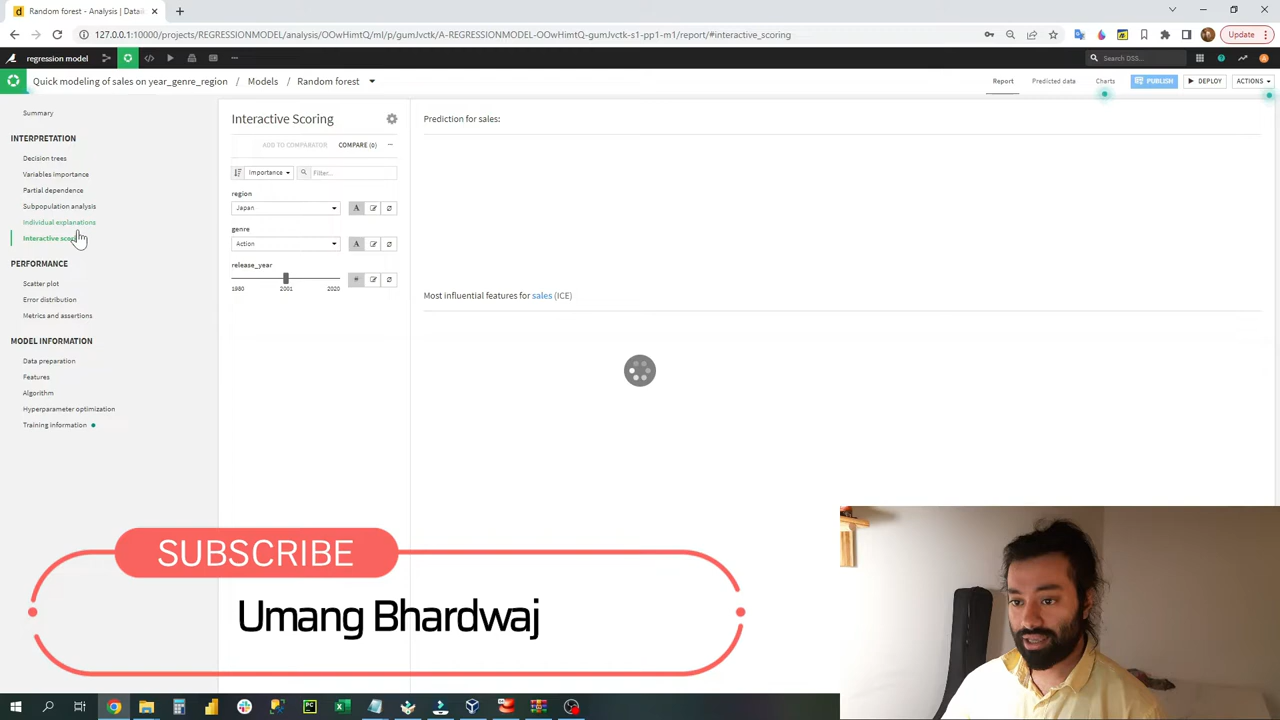 Random forest - Analysis | Datai
127.0.0.1:10000/projects/REGRESSIONMODEL/analysis/OOwHimtQ/ml/p/gumJvctk/A-REGRESSIONMODEL-OOwHimtQ-gumJvctk-s1-pp1-m1/report/#interactive_scoring
Update
regression model
Search DSS...
Quick modeling of sales on year_genre_region / Models / Random forest
Report
Predicted data
Charts
PUBLISH
DEPLOY
ACTIONS
Summary
INTERPRETATION
Decision trees
Variables importance
Partial dependence
Subpopulation analysis
Individual explanations
Interactive sco
PERFORMANCE
Scatter plot
Error distribution
Metrics and assertions
MODEL INFORMATION
Data preparation
Features
Algorithm
Hyperparameter optimization
Training information
Interactive Scoring
ADD TO COMPARATOR
COMPARE (0)
Importance
Filter...
region
Japan
A
genre
Action
A
release_year
1980
2001
2020
Prediction for sales:
Most influential features for sales (ICE)
SUBSCRIBE
Umang Bhardwaj